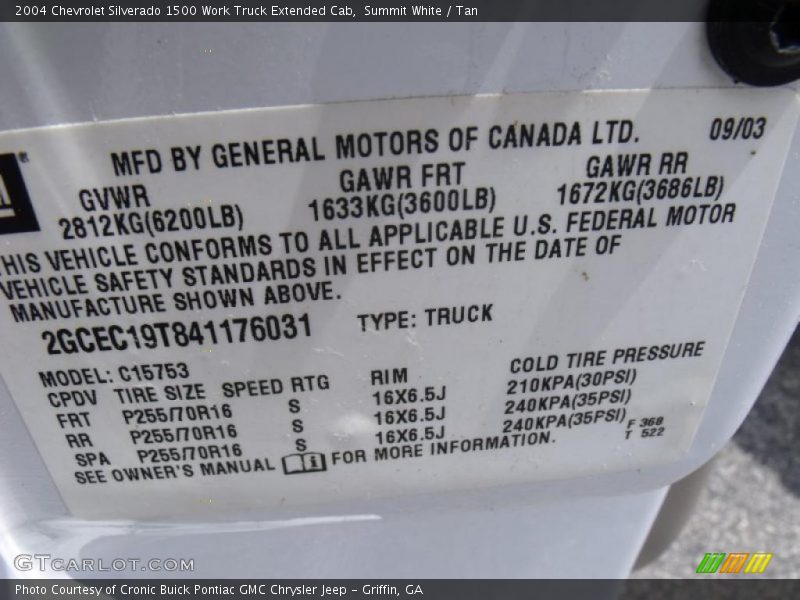 2004 Chevrolet Silverado 1500 Work Truck Extended Cab,  Summit White / Tan
MFD BY GENERAL MOTORS OF CANADA LTD. 09/03
GVWR GAWR FRT GAWR RR
2812KG(6200LB) 1633KG(3600LB) 1672KG(3686LB)
THIS VEHICLE CONFORMS TO ALL APPLICABLE U.S. FEDERAL MOTOR
VEHICLE SAFETY STANDARDS IN EFFECT ON THE DATE OF
MANUFACTURE SHOWN ABOVE.
2GCEC19T841176031 TYPE: TRUCK
MODEL: C15753
CPDV TIRE SIZE SPEED RTG RIM COLD TIRE PRESSURE
FRT P255/70R16 S 16X6.5J 210KPA(30PSI)
RR P255/70R16 S 16X6.5J 240KPA(35PSI)
SPA P255/70R16 S 16X6.5J 240KPA(35PSI)
SEE OWNER'S MANUAL FOR MORE INFORMATION.
F 368
T 522
GTCARLOT.COM
Photo Courtesy of Cronic Buick Pontiac GMC Chrysler Jeep - Griffin, GA